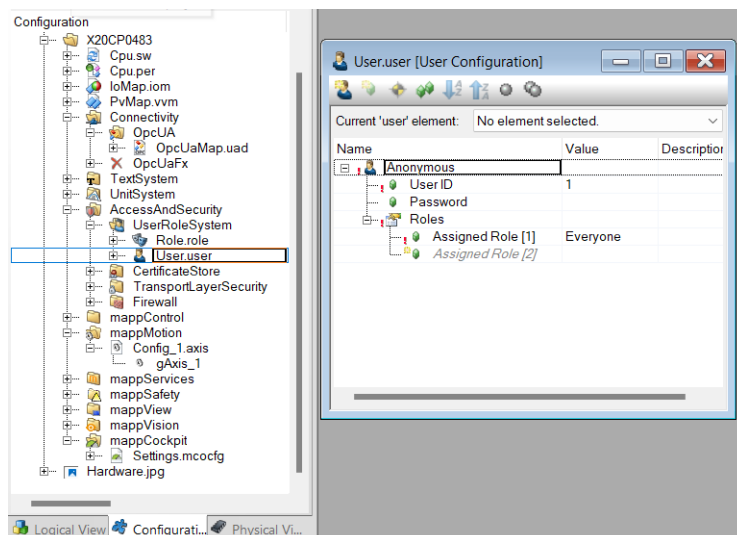 Configuration
X20CP0483
Cpu.sw
Cpu.per
IoMap.iom
PvMap.vvm
Connectivity
OpcUA
OpcUaMap.uad
OpcUaFx
TextSystem
UnitSystem
AccessAndSecurity
UserRoleSystem
Role.role
User.user
CertificateStore
TransportLayerSecurity
Firewall
mappControl
mappMotion
Config_1.axis
gAxis_1
mappServices
mappSafety
mappView
mappVision
mappCockpit
Settings.mcocfg
Hardware.jpg
Logical View Configurati... Physical Vi...
User.user [User Configuration]
Current 'user' element: No element selected.
Name Value Description
Anonymous
User ID 1
Password
Roles
Assigned Role [1] Everyone
Assigned Role [2]